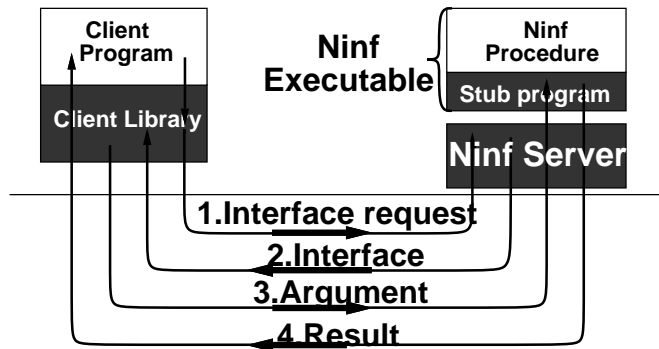 Client
Program
Client Library
Ninf
Executable
Ninf
Procedure
Stub program
Ninf Server
1.Interface request
2.Interface
3.Argument
4.Result